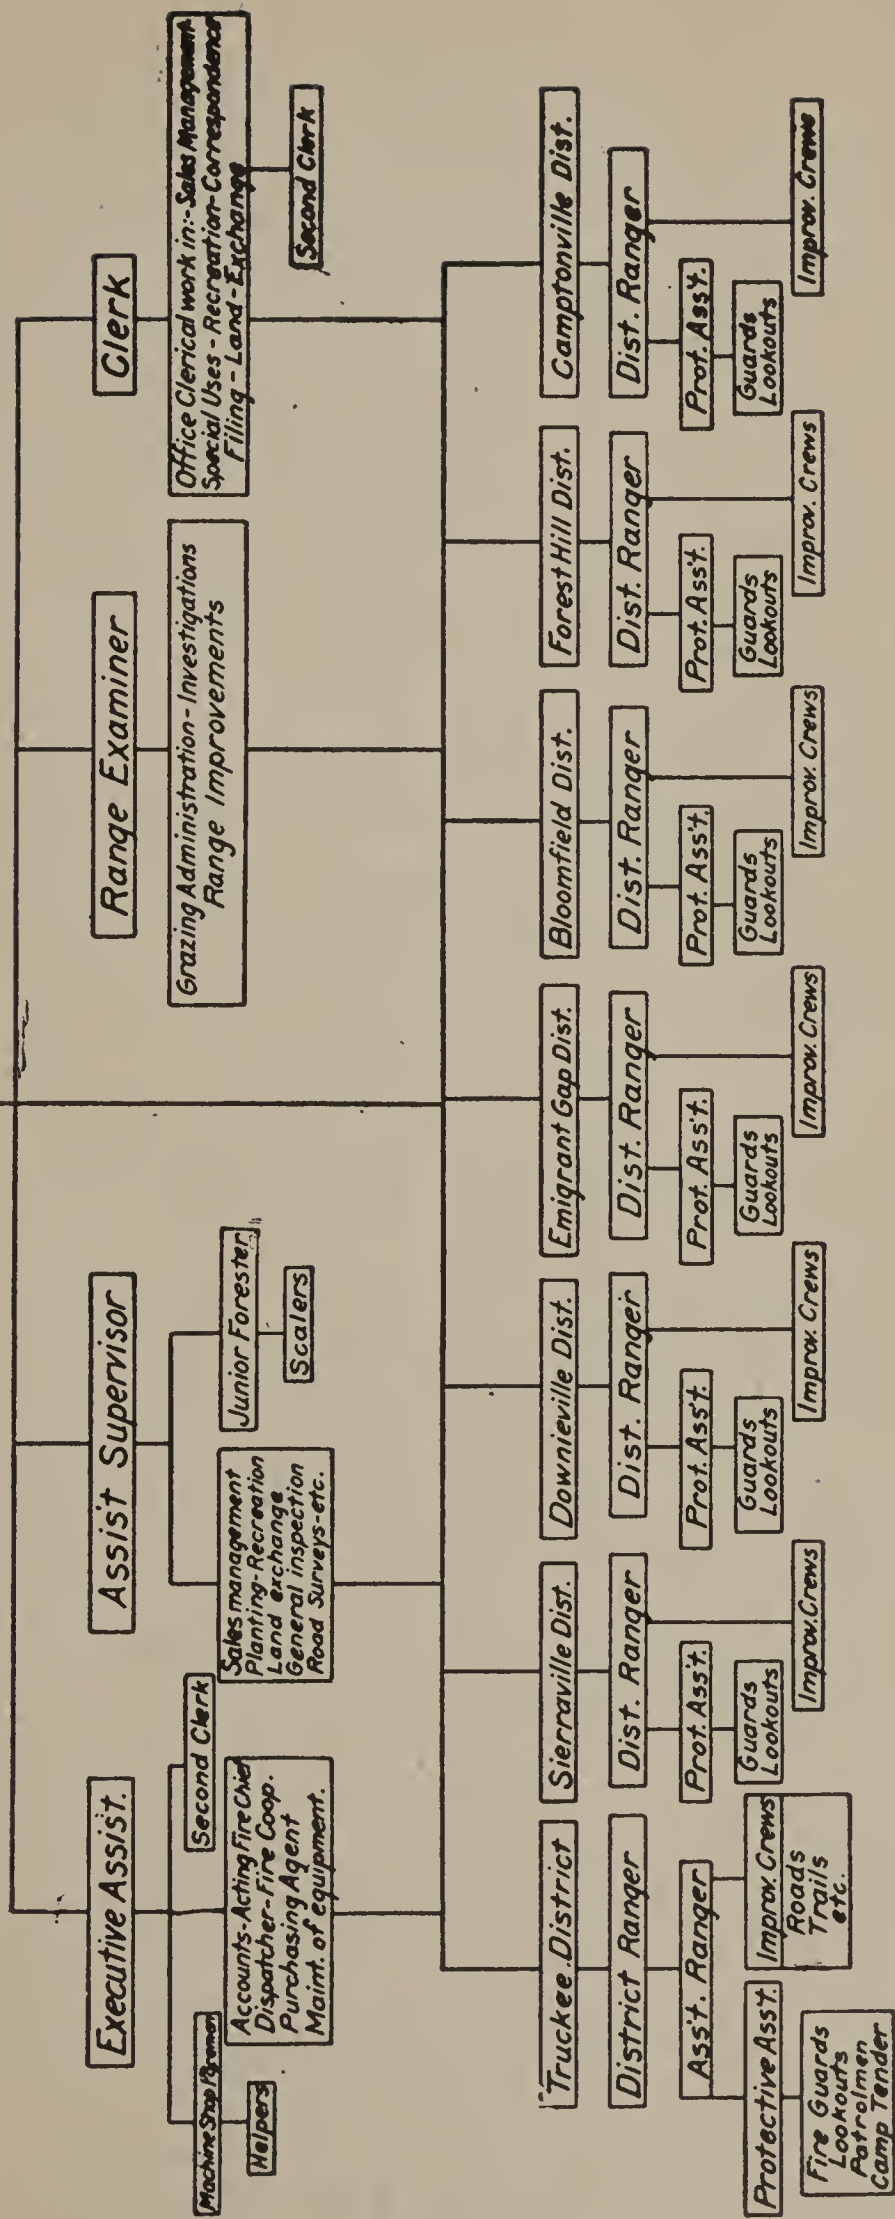 Executive Assist.
Assist Supervisor
Range Examiner
Clerk
Machine Shop Foreman
Helpers
Second Clerk
Accounts-Acting Fire Chief
Dispatcher-Fire Coop.
Purchasing Agent
Maint. of equipment.
Sales management
Planting-Recreation
Land exchange
General inspection
Road Surveys-etc.
Junior Forester
Scalers
Grazing Administration-Investigations
Range Improvements
Office Clerical work in:-Sales Management
Special Uses-Recreation-Correspondence
Filing-Land-Exchange
Second Clerk
Truckee District
District Ranger
Ass't. Ranger
Protective Ass't.
Fire Guards
Lookouts
Patrolmen
Camp Tender
Improv. Crews
Roads
Trails
etc.
Sierraville Dist.
Dist. Ranger
Prot. Ass't.
Guards
Lookouts
Improv. Crews
Downieville Dist.
Dist. Ranger
Prot. Ass't.
Guards
Lookouts
Improv. Crews
Emigrant Gap Dist.
Dist. Ranger
Prot. Ass't.
Guards
Lookouts
Improv. Crews
Bloomfield Dist.
Dist. Ranger
Prot. Ass't.
Guards
Lookouts
Improv. Crews
Forest Hill Dist.
Dist. Ranger
Prot. Ass't.
Guards
Lookouts
Improv. Crews
Camptonville Dist.
Dist. Ranger
Prot. Ass't.
Guards
Lookouts
Improv. Crews